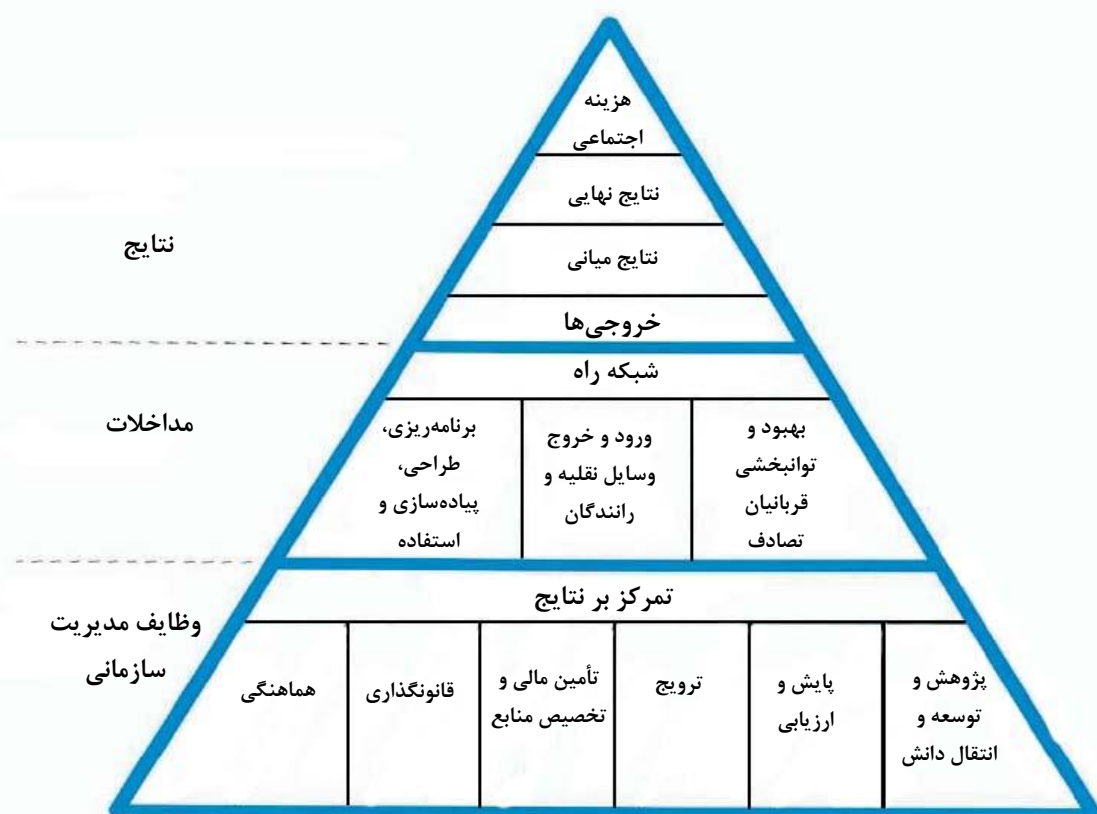 هزینه
اجتماعی
نتایج نهایی
نتایج میانی
خروجی‌ها
نتایج
شبکه راه
بهبود و
توانبخشی
قربانیان
تصادف
ورود و خروج
وسایل نقلیه و
رانندگان
برنامه‌ریزی،
طراحی،
پیاده‌سازی و
استفاده
مداخلات
تمرکز بر نتایج
پژوهش و
توسعه و
انتقال دانش
پایش و
ارزیابی
ترویج
تأمین مالی و
تخصیص منابع
قانونگذاری
هماهنگی
وظایف مدیریت
سازمانی